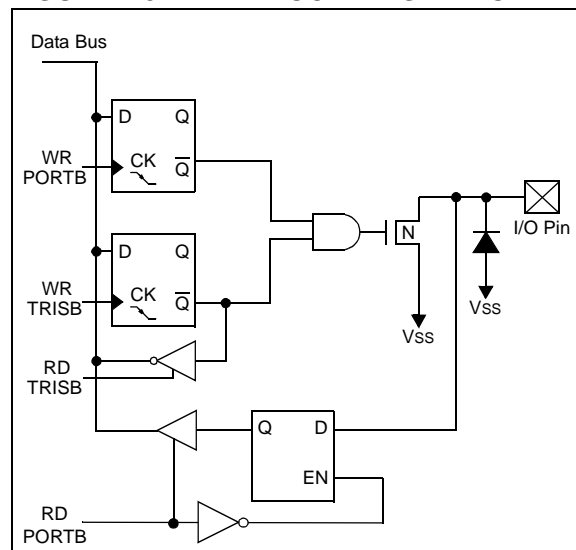 Data Bus
D Q
WR
PORTB
CK
Q
I/O Pin
N
D Q
WR
TRISB
CK
Q
VSS
VSS
RD
TRISB
Q D
EN
RD
PORTB